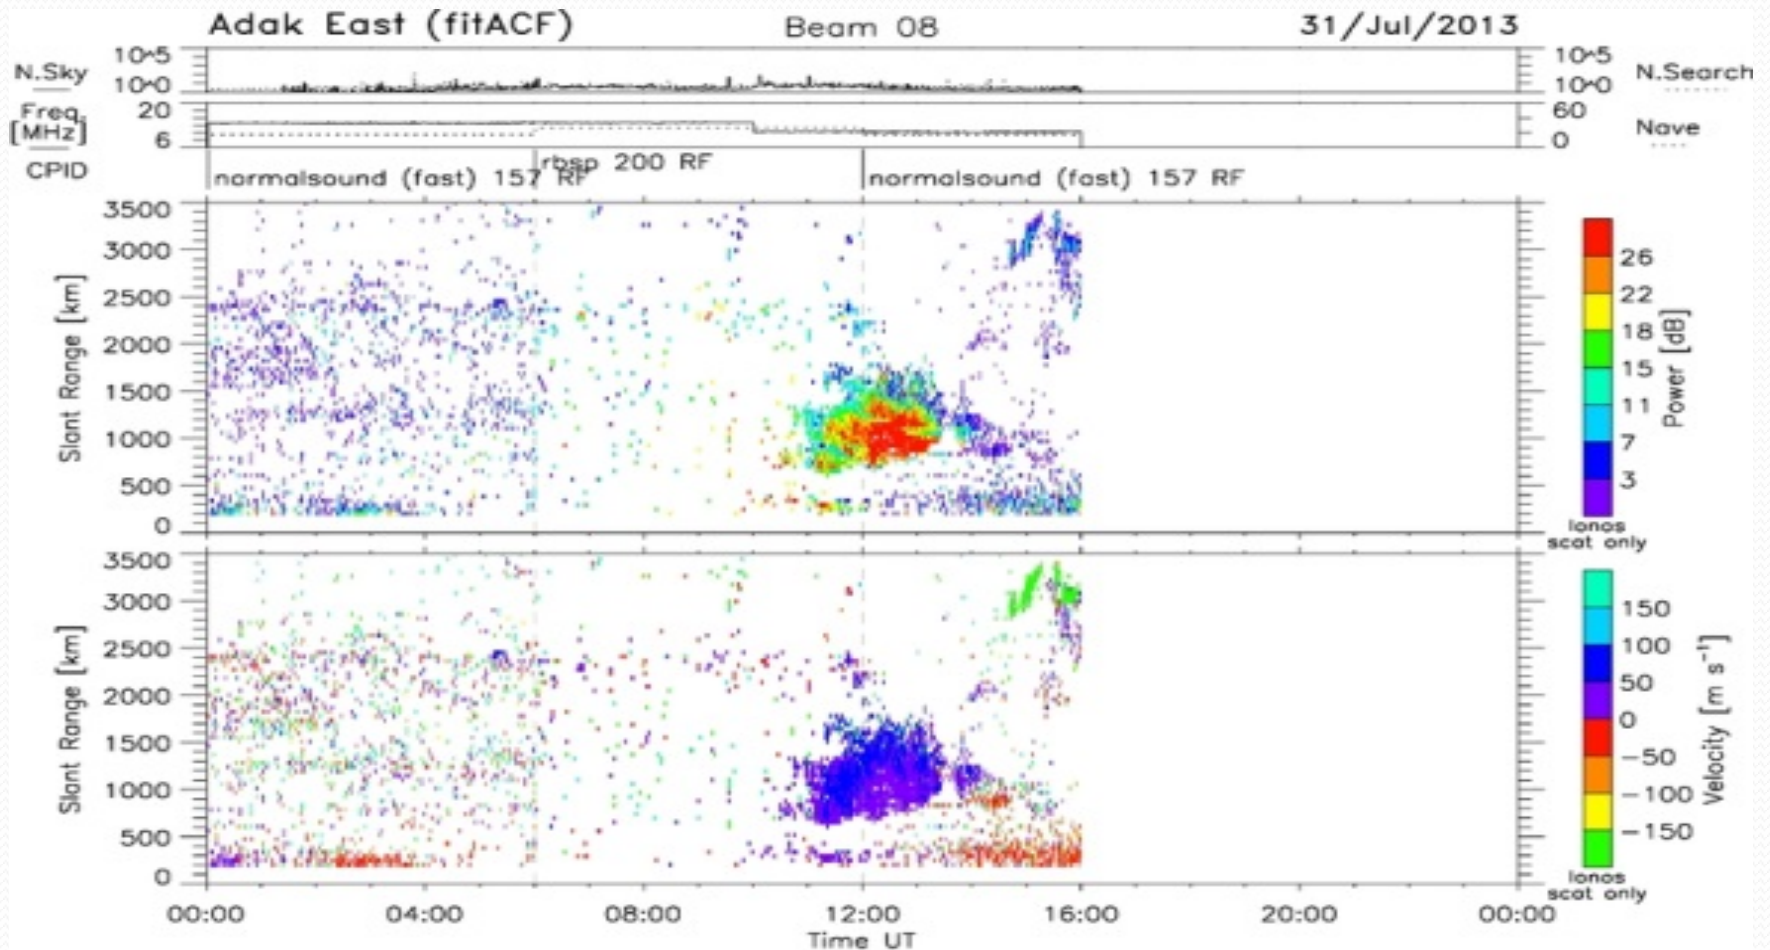 Adak East (fitACF) Beam 08 31/Jul/2013
N.Sky 10^5 10^0 10^5 10^0 N.Search
Freq. [MHz] 20 6 60 0 Nave
CPID
normalsound (fast) 157 RF
rbsp 200 RF
normalsound (fast) 157 RF
Slant Range [km]
3500
3000
2500
2000
1500
1000
500
0
26
22
18
15
11
7
3
Power [dB]
Ionos
scat only
Slant Range [km]
3500
3000
2500
2000
1500
1000
500
0
150
100
50
0
-50
-100
-150
Velocity [m s⁻¹]
Ionos
scat only
00:00 04:00 08:00 12:00 16:00 20:00 00:00
Time UT